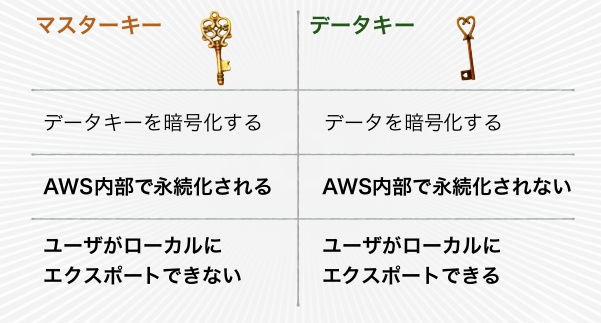 マスターキー
データキー
データキーを暗号化する
データを暗号化する
AWS内部で永続化される
AWS内部で永続化されない
ユーザがローカルに
エクスポートできない
ユーザがローカルに
エクスポートできる